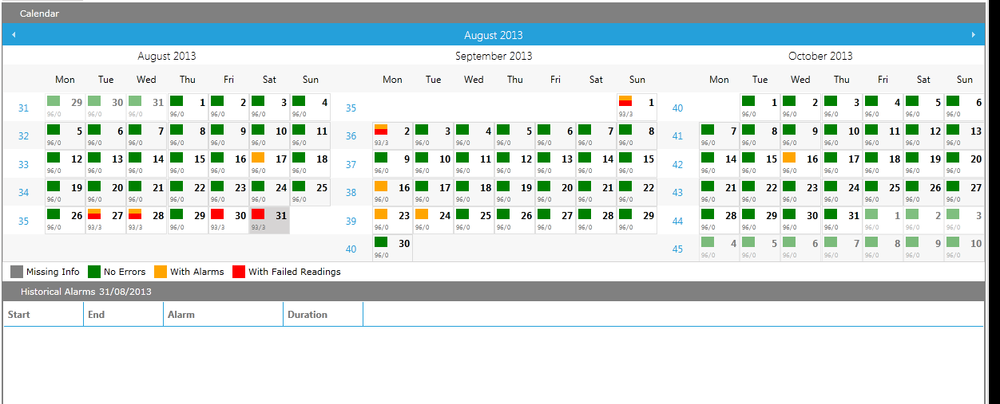 Calendar
August 2013
August 2013 September 2013 October 2013
Mon Tue Wed Thu Fri Sat Sun Mon Tue Wed Thu Fri Sat Sun Mon Tue Wed Thu Fri Sat Sun
31 29 30 31 1 2 3 4 35 1 40 1 2 3 4 5 6
96/0 96/0 96/0 96/0 96/0 96/0 96/0 93/3 96/0 96/0 96/0 96/0 96/0 96/0
32 5 6 7 8 9 10 11 36 2 3 4 5 6 7 8 41 7 8 9 10 11 12 13
96/0 96/0 96/0 96/0 96/0 96/0 96/0 93/3 96/0 96/0 96/0 96/0 96/0 96/0 96/0 96/0 96/0 96/0 96/0 96/0 96/0
33 12 13 14 15 16 17 18 37 9 10 11 12 13 14 15 42 14 15 16 17 18 19 20
96/0 96/0 96/0 96/0 96/0 96/0 96/0 96/0 96/0 96/0 96/0 96/0 96/0 96/0 96/0 96/0 96/0 96/0 96/0 96/0 96/0
34 19 20 21 22 23 24 25 38 16 17 18 19 20 21 22 43 21 22 23 24 25 26 27
96/0 96/0 96/0 96/0 96/0 96/0 96/0 96/0 96/0 96/0 96/0 96/0 96/0 96/0 96/0 96/0 96/0 96/0 96/0 96/0 96/0
35 26 27 28 29 30 31 39 23 24 25 26 27 28 29 44 28 29 30 31 1 2 3
96/0 93/3 93/3 96/0 93/3 93/3 96/0 96/0 96/0 96/0 96/0 96/0 96/0 96/0 96/0 96/0 96/0 96/0 96/0 96/0
40 30 45 4 5 6 7 8 9 10
96/0 96/0 96/0 96/0 96/0 96/0 96/0 96/0
Missing Info No Errors With Alarms With Failed Readings
Historical Alarms 31/08/2013
Start End Alarm Duration